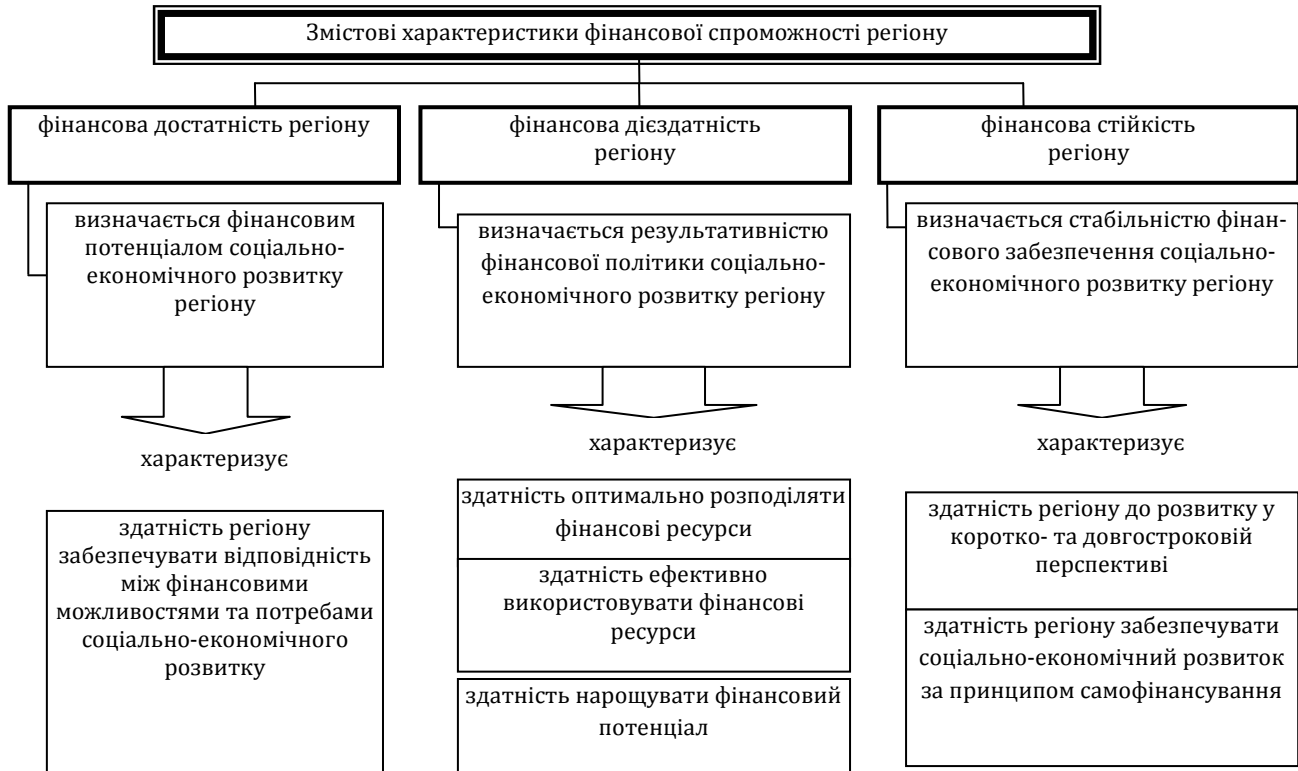 Змістові характеристики фінансової спроможності регіону
фінансова достатність регіону
фінансова дієздатність
регіону
фінансова стійкість
регіону
визначається фінансовим
потенціалом соціально-
економічного розвитку
регіону
визначається результативністю
фінансової політики соціально-
економічного розвитку регіону
визначається стабільністю фінан-
сового забезпечення соціально-
економічного розвитку регіону
характеризує
характеризує
характеризує
здатність регіону
забезпечувати відповідність
між фінансовими
можливостями та потребами
соціально-економічного
розвитку
здатність оптимально розподіляти
фінансові ресурси
здатність ефективно
використовувати фінансові
ресурси
здатність нарощувати фінансовий
потенціал
здатність регіону до розвитку у
коротко- та довгостроковій
перспективі
здатність регіону забезпечувати
соціально-економічний розвиток
за принципом самофінансування